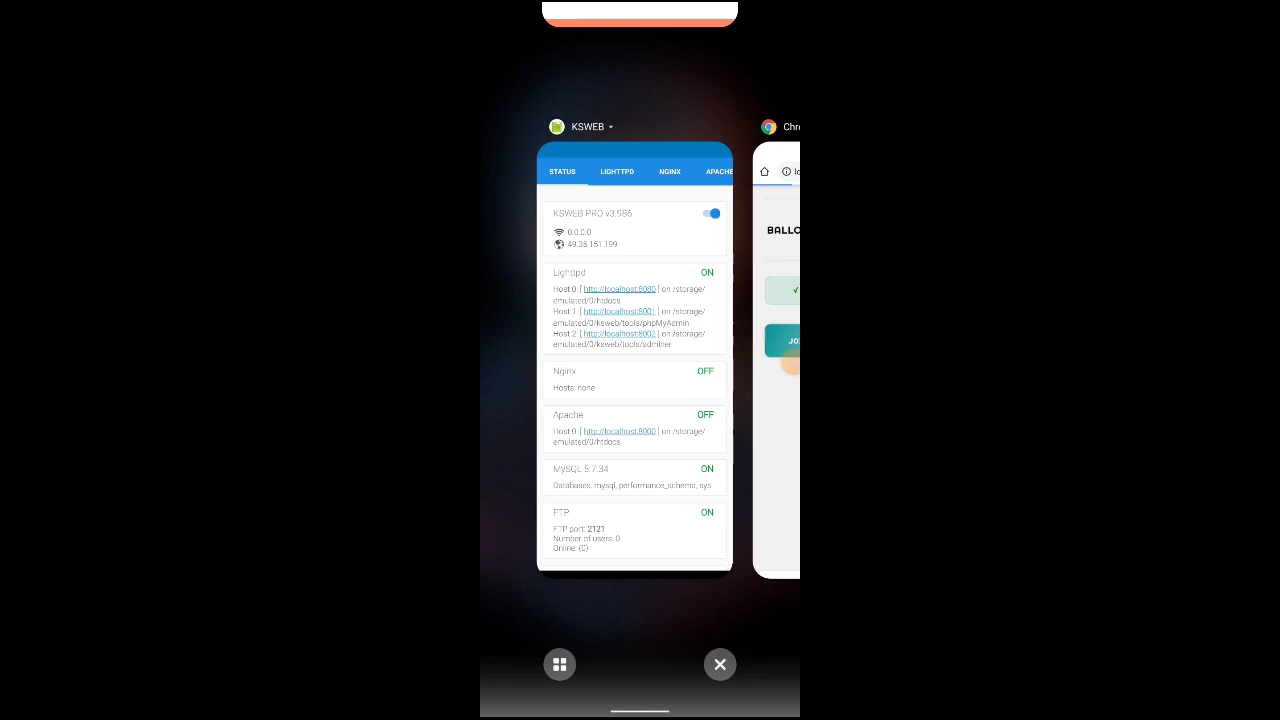 KSWEB
STATUS LIGHTTPD NGINX APACHE
KSWEB PRO v3.986
0.0.0.0
49.35.151.199
Lighttpd ON
Host 0: [ http://localhost:8080 ] on /storage/
emulated/0/htdocs
Host 1: [ http://localhost:8001 ] on /storage/
emulated/0/ksweb/tools/phpMyAdmin
Host 2: [ http://localhost:8002 ] on /storage/
emulated/0/ksweb/tools/adminer
Nginx OFF
Hosts: none
Apache OFF
Host 0: [ http://localhost:8000 ] on /storage/
emulated/0/htdocs
MySQL 5.7.34 ON
Databases: mysql, performance_schema, sys
FTP ON
FTP port: 2121
Number of users: 0
Online: (0)
Chr
BALLO
JO